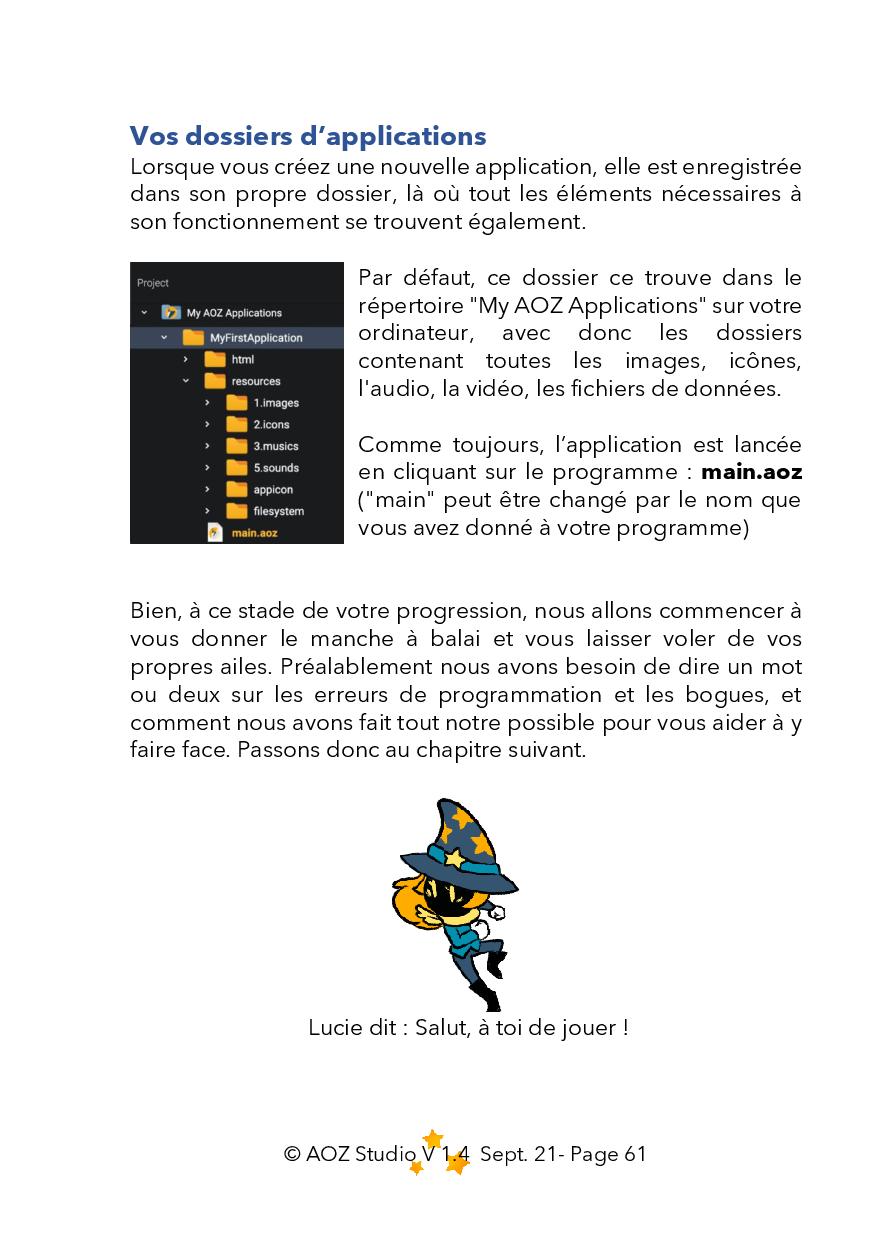 Vos dossiers d’applications
Lorsque vous créez une nouvelle application, elle est enregistrée
dans son propre dossier, là où tout les éléments nécessaires à
son fonctionnement se trouvent également.
Project
My AOZ Applications
MyFirstApplication
html
resources
1.images
2.icons
3.musics
5.sounds
appicon
filesystem
main.aoz
Par défaut, ce dossier ce trouve dans le
répertoire "My AOZ Applications" sur votre
ordinateur, avec donc les dossiers
contenant toutes les images, icônes,
l'audio, la vidéo, les fichiers de données.
Comme toujours, l’application est lancée
en cliquant sur le programme : main.aoz
("main" peut être changé par le nom que
vous avez donné à votre programme)
Bien, à ce stade de votre progression, nous allons commencer à
vous donner le manche à balai et vous laisser voler de vos
propres ailes. Préalablement nous avons besoin de dire un mot
ou deux sur les erreurs de programmation et les bogues, et
comment nous avons fait tout notre possible pour vous aider à y
faire face. Passons donc au chapitre suivant.
Lucie dit : Salut, à toi de jouer !
© AOZ Studio V 1.4 Sept. 21- Page 61